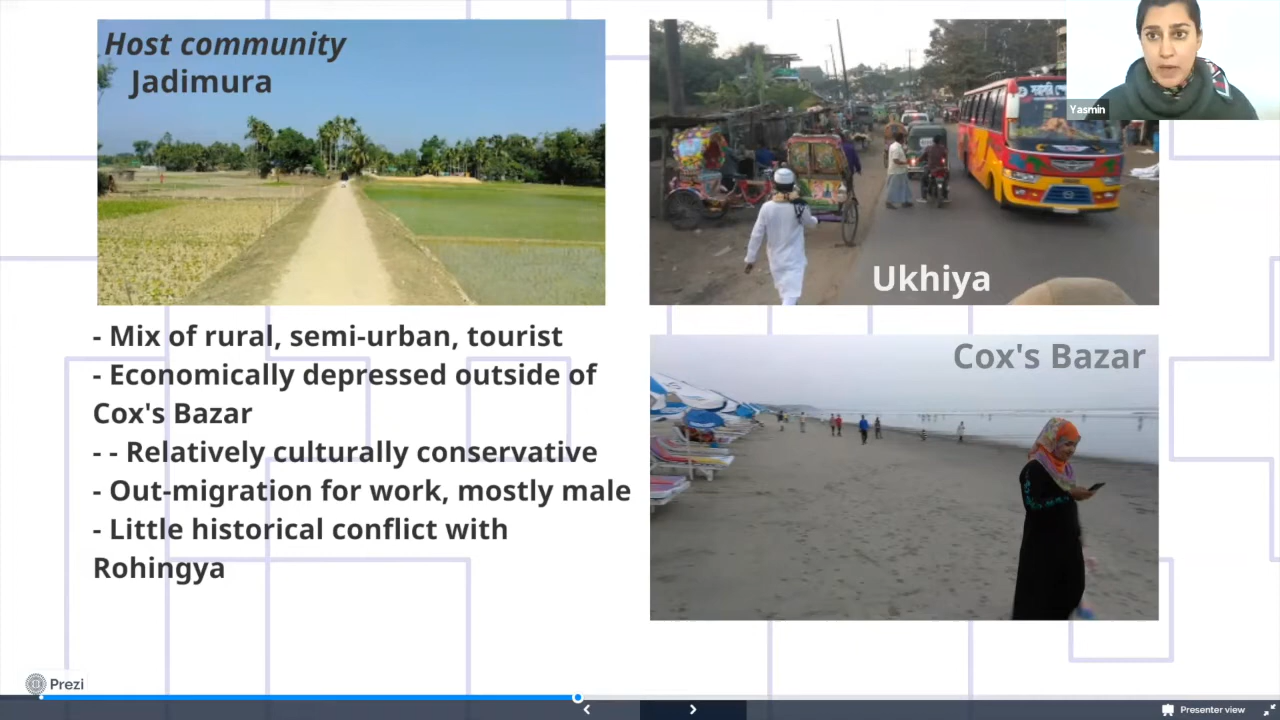 Host community
Jadimura
Ukhiya
Yasmin
Cox's Bazar
- Mix of rural, semi-urban, tourist
- Economically depressed outside of
Cox's Bazar
- - Relatively culturally conservative
- Out-migration for work, mostly male
- Little historical conflict with
Rohingya
Prezi
Presenter view